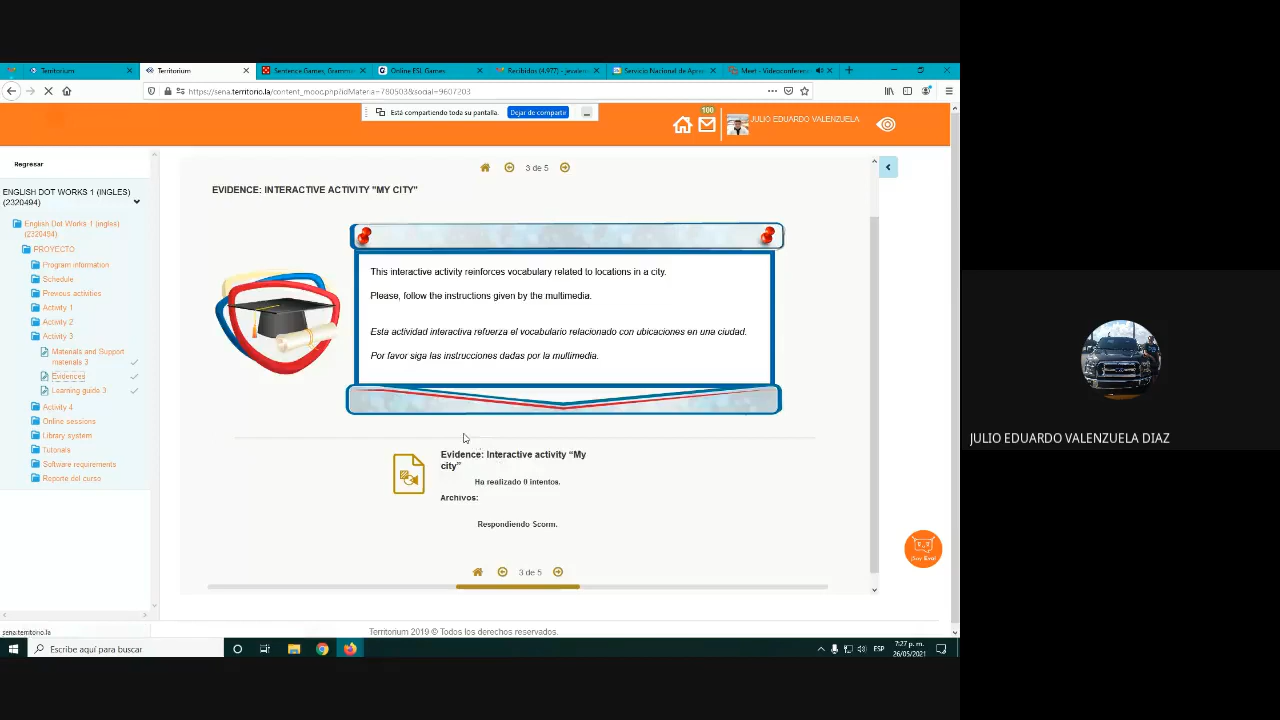 Territorium
Territorium
Sentence Games, Gramma
Online ESL Games
Recibidos (4.977) - jevalenz
Servicio Nacional de Apren
Meet - Videoconferen
https://sena.territorio.la/content_mooc.php?idMateria=780503&social=9607203
Está compartiendo toda su pantalla.
Dejar de compartir
100
JULIO EDUARDO VALENZUELA
Regresar
ENGLISH DOT WORKS 1 (INGLES)
(2320494)
English Dot Works 1 (ingles)
(2320494)
PROYECTO
Program information
Schedule
Previous activities
Activity 1
Activity 2
Activity 3
Materials and Support
materials 3
Evidences
Learning guide 3
Activity 4
Online sessions
Library system
Tutorials
Software requirements
Reporte del curso
3 de 5
EVIDENCE: INTERACTIVE ACTIVITY "MY CITY"
This interactive activity reinforces vocabulary related to locations in a city.
Please, follow the instructions given by the multimedia.
Esta actividad interactiva refuerza el vocabulario relacionado con ubicaciones en una ciudad.
Por favor siga las instrucciones dadas por la multimedia.
Evidence: Interactive activity “My
city”
Ha realizado 0 intentos.
Archivos:
Respondiendo Scorm.
3 de 5
Territorium 2019 © Todos los derechos reservados.
sena.territorio.la
Escribe aquí para buscar
ESP
7:27 p. m.
26/05/2021
JULIO EDUARDO VALENZUELA DIAZ